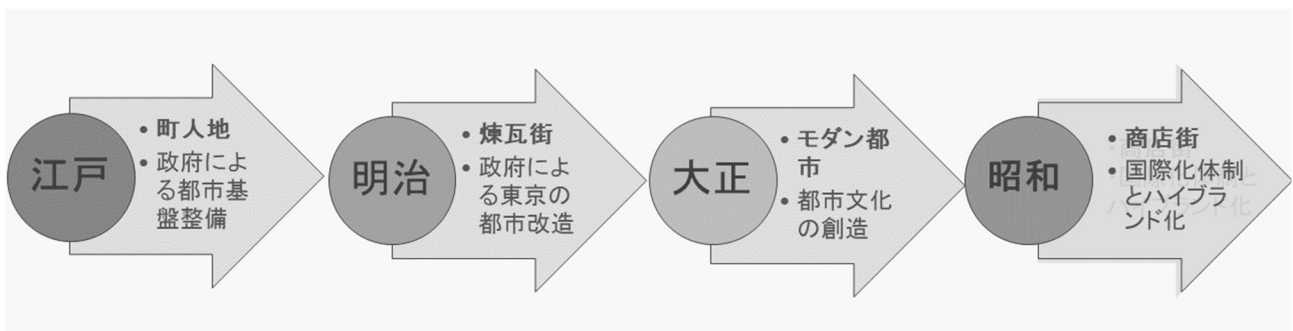 江戸
• 町人地
• 政府によ
る都市基
盤整備
明治
• 煉瓦街
• 政府によ
る東京の
都市改造
大正
• モダン都
市
• 都市文化
の創造
昭和
• 商店街
• 国際化体制
とハイブラ
ンド化